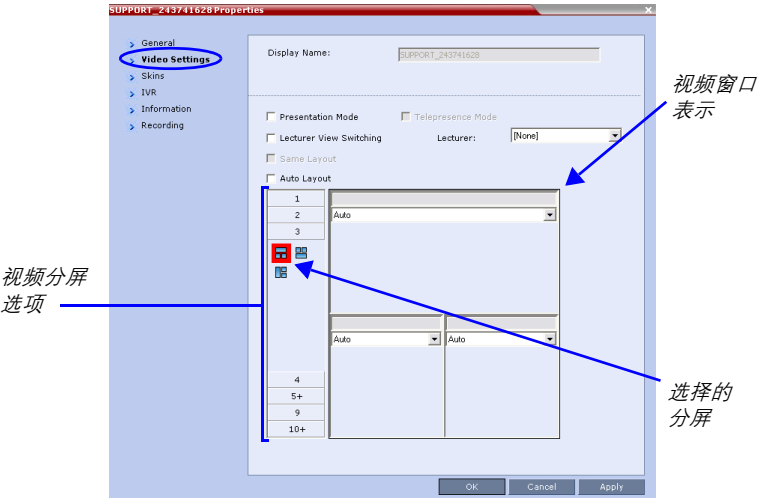 SUPPORT_243741628 Properties
General
Video Settings
Skins
IVR
Information
Recording
Display Name:
SUPPORT_243741628
Presentation Mode
Telepresence Mode
Lecturer View Switching
Lecturer:
[None]
Same Layout
Auto Layout
1
2
3
Auto
Auto
Auto
4
5+
9
10+
OK
Cancel
Apply
视频窗口
表示
视频分屏
选项
选择的
分屏